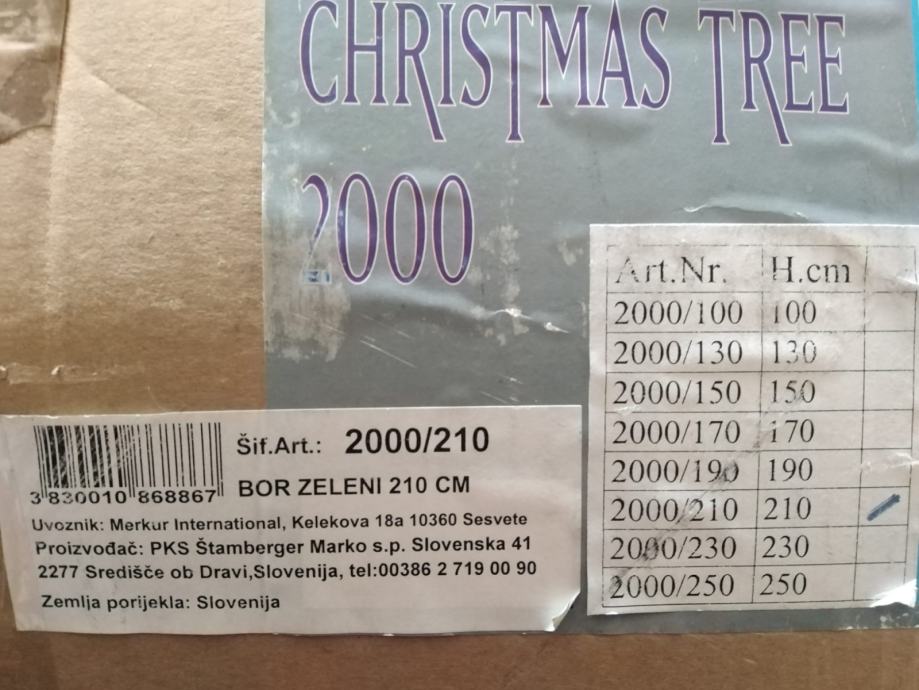 CHRISTMAS TREE
2000
Art.Nr. H.cm
2000/100 100
2000/130 130
2000/150 150
2000/170 170
2000/190 190
2000/210 210
2000/230 230
2000/250 250
Šif.Art.: 2000/210
3 830010 868867
BOR ZELENI 210 CM
Uvoznik: Merkur International, Kelekova 18a 10360 Sesvete
Proizvođač: PKS Štamberger Marko s.p. Slovenska 41
2277 Središče ob Dravi,Slovenija, tel:00386 2 719 00 90
Zemlja porijekla: Slovenija